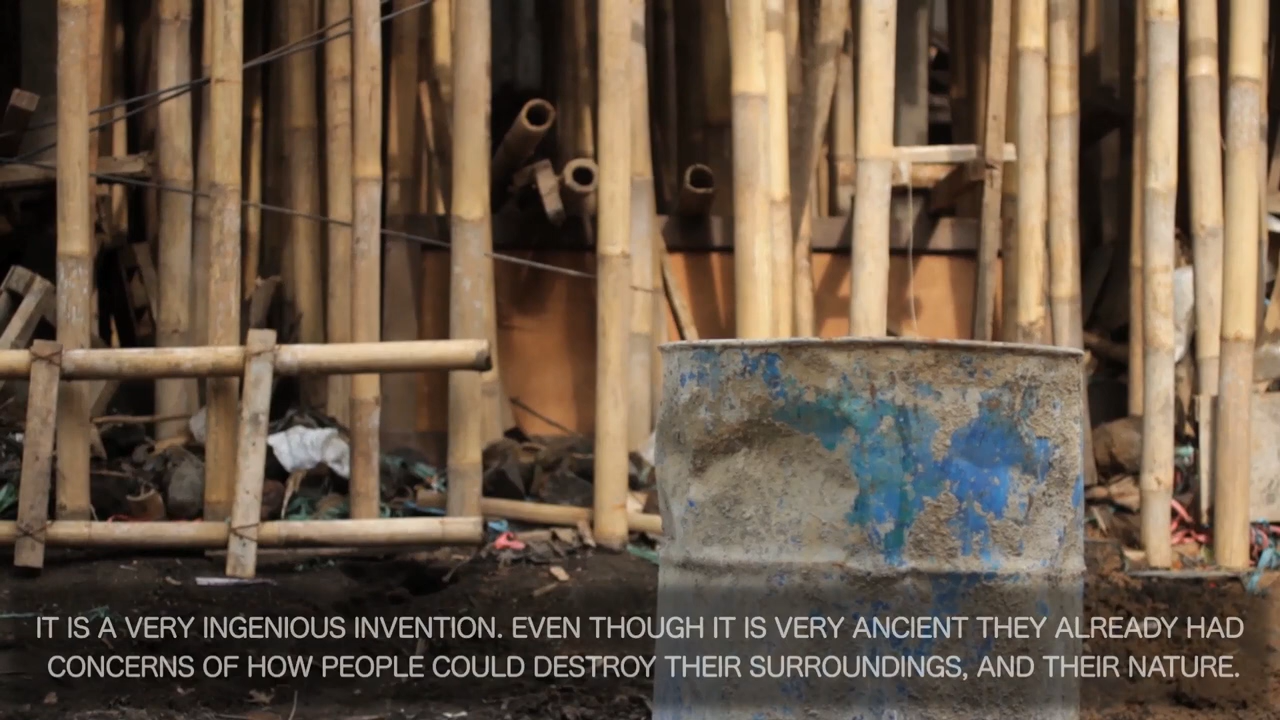 IT IS A VERY INGENIOUS INVENTION. EVEN THOUGH IT IS VERY ANCIENT THEY ALREADY HAD
CONCERNS OF HOW PEOPLE COULD DESTROY THEIR SURROUNDINGS, AND THEIR NATURE.